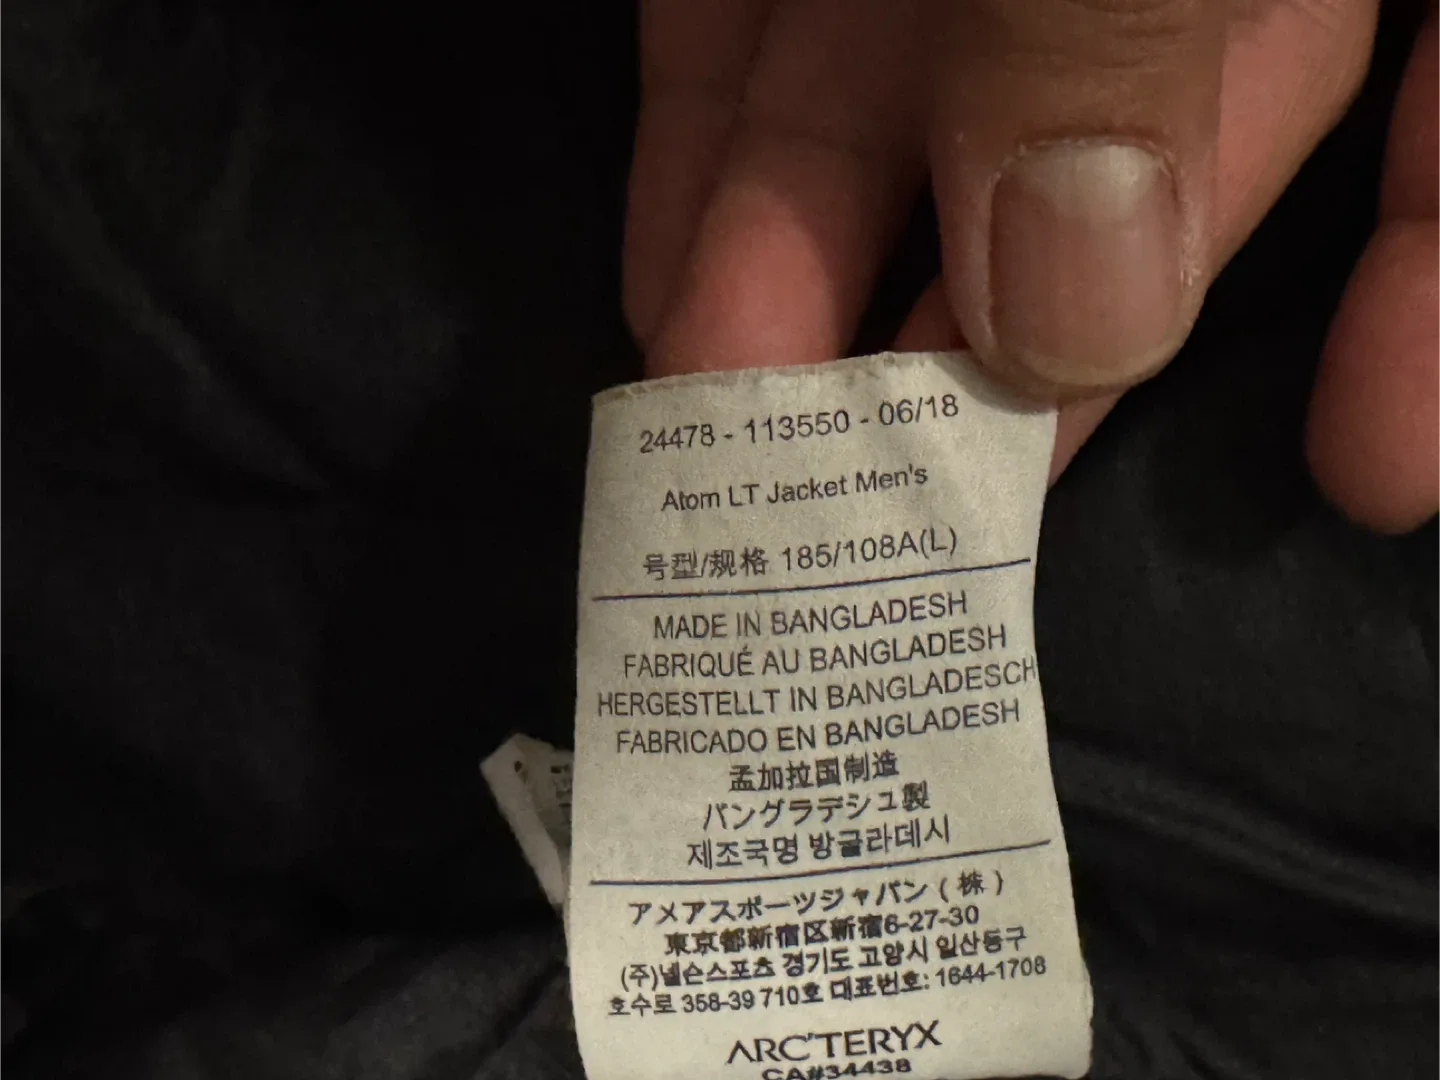 24478 - 113550 - 06/18
Atom LT Jacket Men's
号型/规格 185/108A(L)
MADE IN BANGLADESH
FABRIQUÉ AU BANGLADESH
HERGESTELLT IN BANGLADESCH
FABRICADO EN BANGLADESH
孟加拉国制造
バングラデシュ製
제조국명 방글라데시
アメアスポーツジャパン ( 株 )
東京都新宿区新宿6-27-30
(주)넬슨스포츠 경기도 고양시 일산동구
호수로 358-39 710호 대표번호: 1644-1708
ARC'TERYX
CA#34438